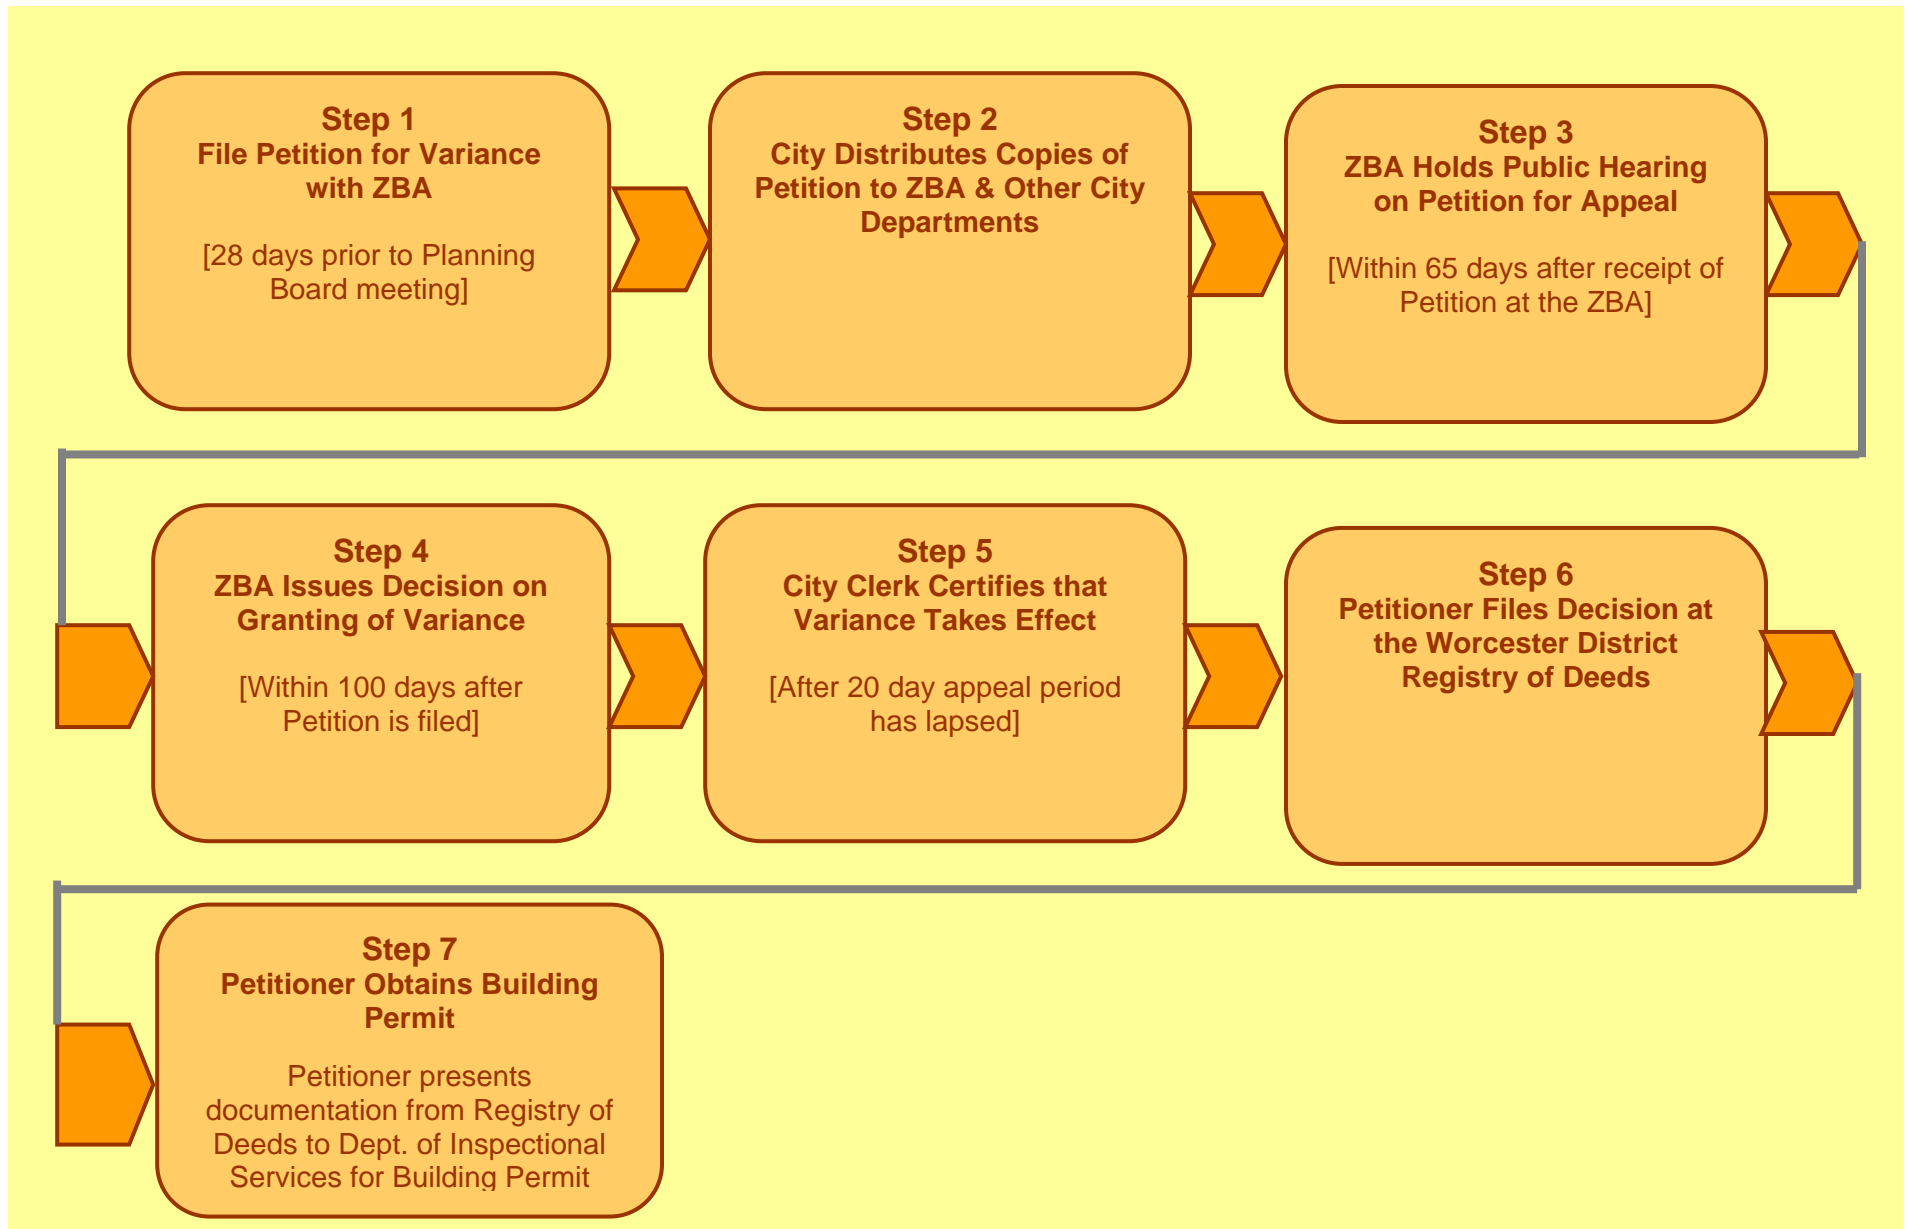 Step 1
File Petition for Variance
with ZBA
[28 days prior to Planning
Board meeting]
Step 2
City Distributes Copies of
Petition to ZBA & Other City
Departments
Step 3
ZBA Holds Public Hearing
on Petition for Appeal
[Within 65 days after receipt of
Petition at the ZBA]
Step 4
ZBA Issues Decision on
Granting of Variance
[Within 100 days after
Petition is filed]
Step 5
City Clerk Certifies that
Variance Takes Effect
[After 20 day appeal period
has lapsed]
Step 6
Petitioner Files Decision at
the Worcester District
Registry of Deeds
Step 7
Petitioner Obtains Building
Permit
Petitioner presents
documentation from Registry of
Deeds to Dept. of Inspectional
Services for Building Permit